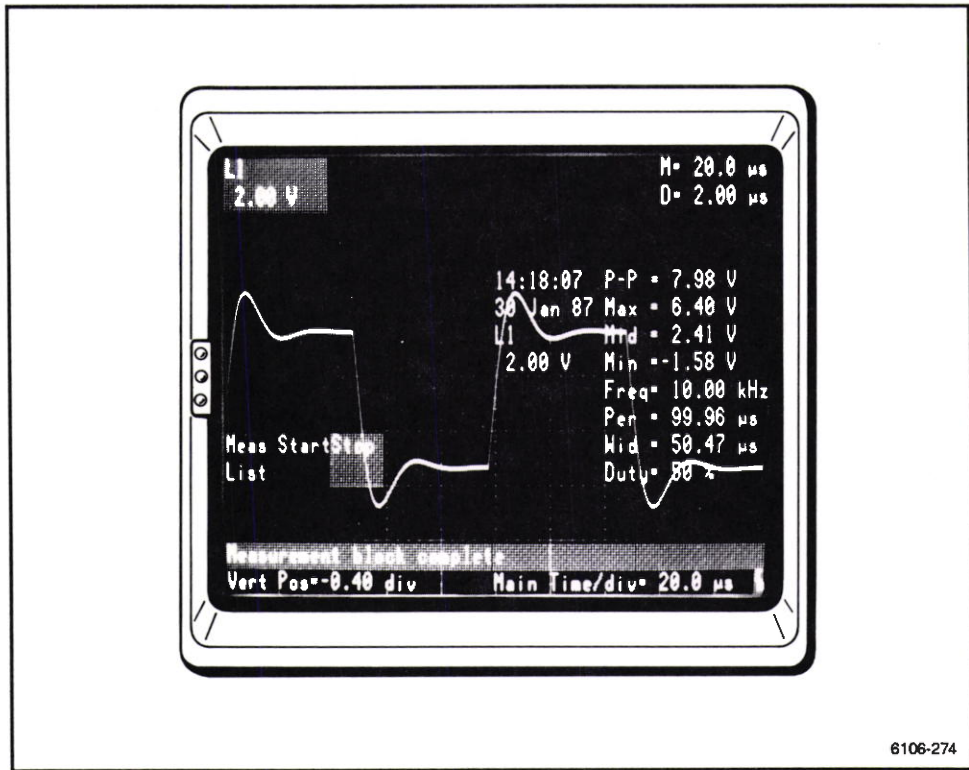 L1
2.00 V
M= 20.0 µs
D= 2.00 µs
14:18:07 P-P = 7.98 V
30 Jan 87 Max = 6.40 V
L1 Mid = 2.41 V
2.00 V Min =-1.58 V
Freq= 10.00 kHz
Per = 99.96 µs
Meas Start Stop Wid = 50.47 µs
List Duty= 50 %
Measurement block complete
Vert Pos=-0.40 div Main Time/div= 20.0 µs
6106-274